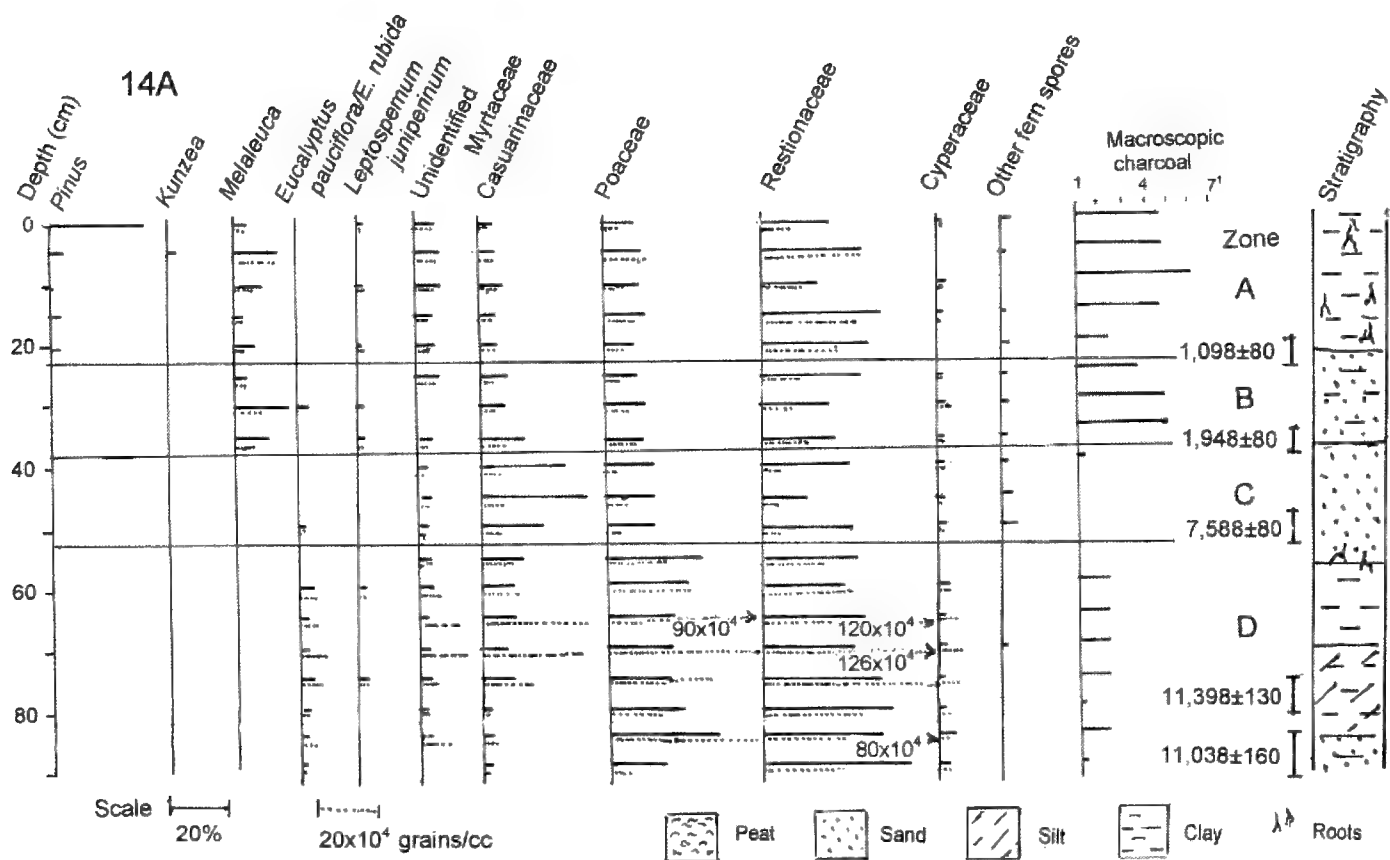 14A
Depth (cm)
Pinus
Kunzea
Melaleuca
Eucalyptus
pauciflora/E. rubida
Leptospermum
juniperinum
Unidentified
Myrtaceae
Casuarinaceae
Poaceae
Restionaceae
Cyperaceae
Other fern spores
Macroscopic
charcoal
1 4 7¹
Stratigraphy
0
Zone
A
20
1,098±80
B
1,948±80
40
C
7,588±80
60
90x10⁴
120x10⁴
D
126x10⁴
11,398±130
80
80x10⁴
11,038±160
Scale
20%
20x10⁴ grains/cc
Peat
Sand
Silt
Clay
Roots